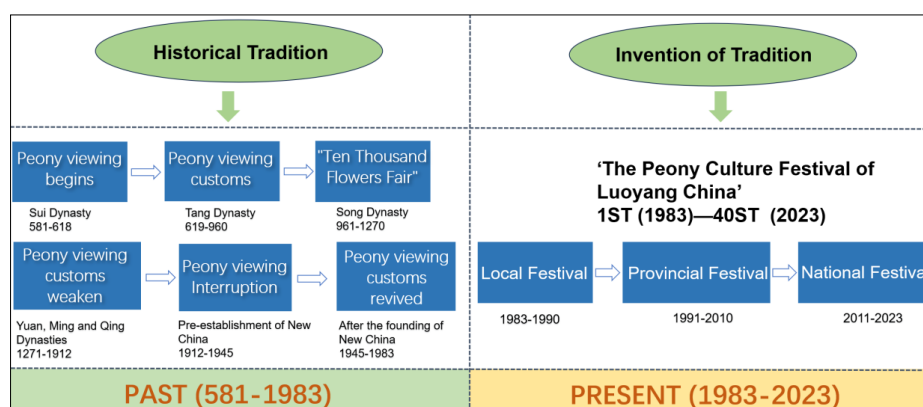 Historical Tradition
Invention of Tradition
Peony viewing
begins
Peony viewing
customs
"Ten Thousand
Flowers Fair"
Sui Dynasty
581-618
Tang Dynasty
619-960
Song Dynasty
961-1270
Peony viewing
customs
weaken
Peony viewing
Interruption
Peony viewing
customs
revived
Yuan, Ming and Qing
Dynasties
1271-1912
Pre-establishment of New
China
1912-1945
After the founding of
New China
1945-1983
'The Peony Culture Festival of
Luoyang China'
1ST (1983)—40ST (2023)
Local Festival
Provincial Festival
National Festival
1983-1990
1991-2010
2011-2023
PAST (581-1983)
PRESENT (1983-2023)